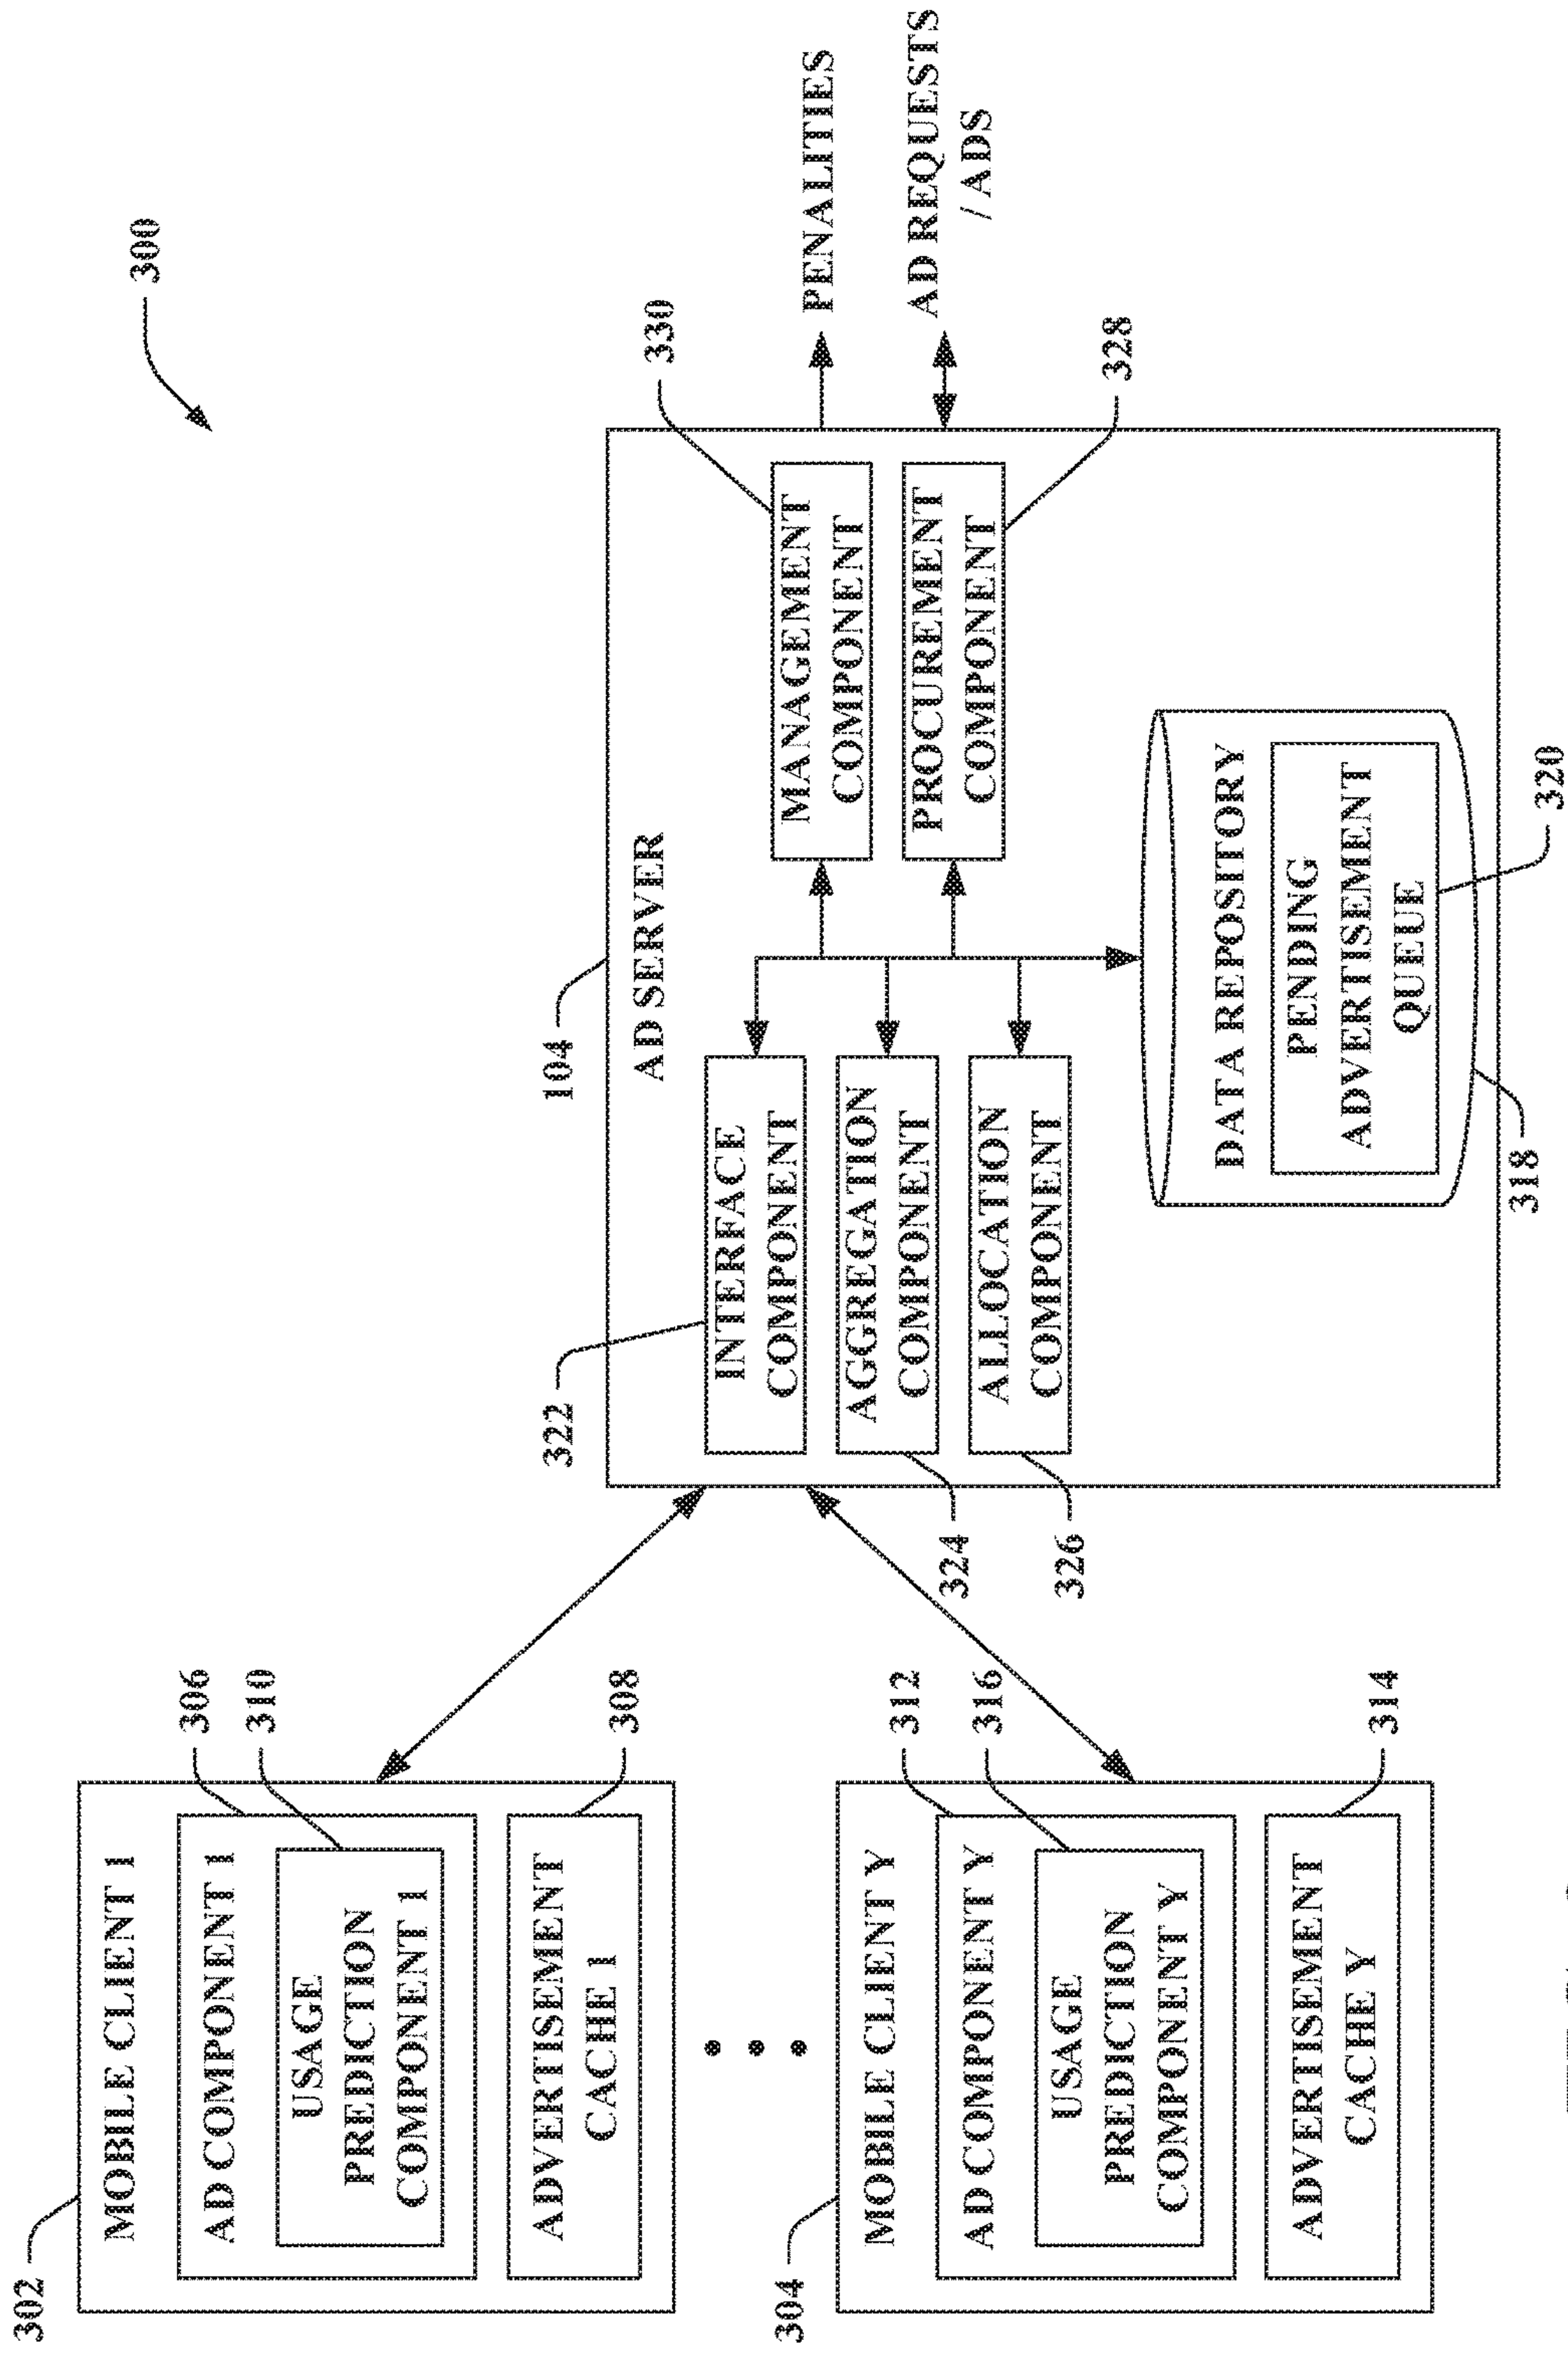 300
302
MOBILE CLIENT 1
306
AD COMPONENT 1
310
USAGE
PREDICTION
COMPONENT 1
308
ADVERTISEMENT
CACHE 1
304
MOBILE CLIENT Y
312
AD COMPONENT Y
316
USAGE
PREDICTION
COMPONENT Y
314
ADVERTISEMENT
CACHE Y
104
AD SERVER
322
INTERFACE
COMPONENT
324
AGGREGATION
COMPONENT
326
ALLOCATION
COMPONENT
330
MANAGEMENT
COMPONENT
328
PROCUREMENT
COMPONENT
PENALITIES
AD REQUESTS
/ ADS
DATA REPOSITORY
PENDING
ADVERTISEMENT
QUEUE
318
320